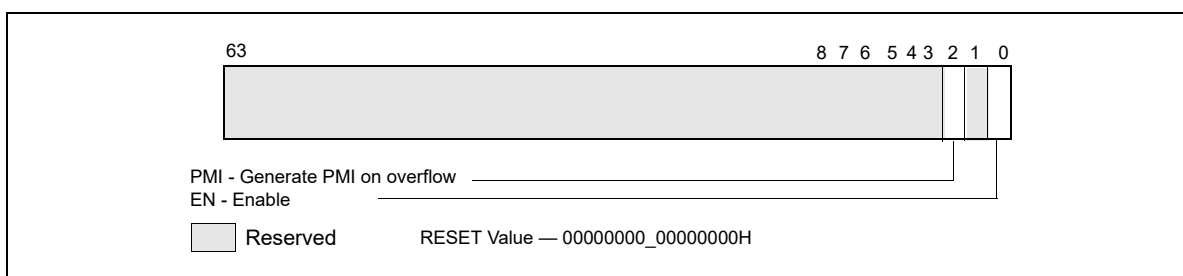 63 8 7 6 5 4 3 2 1 0
PMI - Generate PMI on overflow
EN - Enable
Reserved RESET Value — 00000000_00000000H